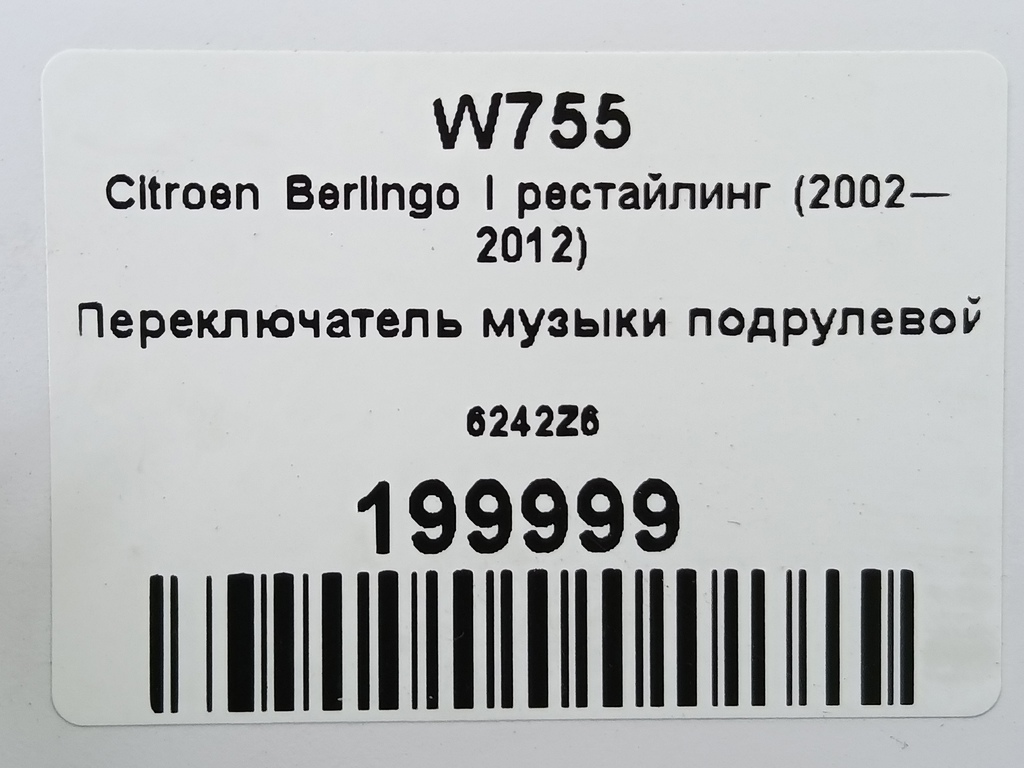 W755
Citroen Berlingo I рестайлинг (2002—
2012)
Переключатель музыки подрулевой
6242Z6
199999